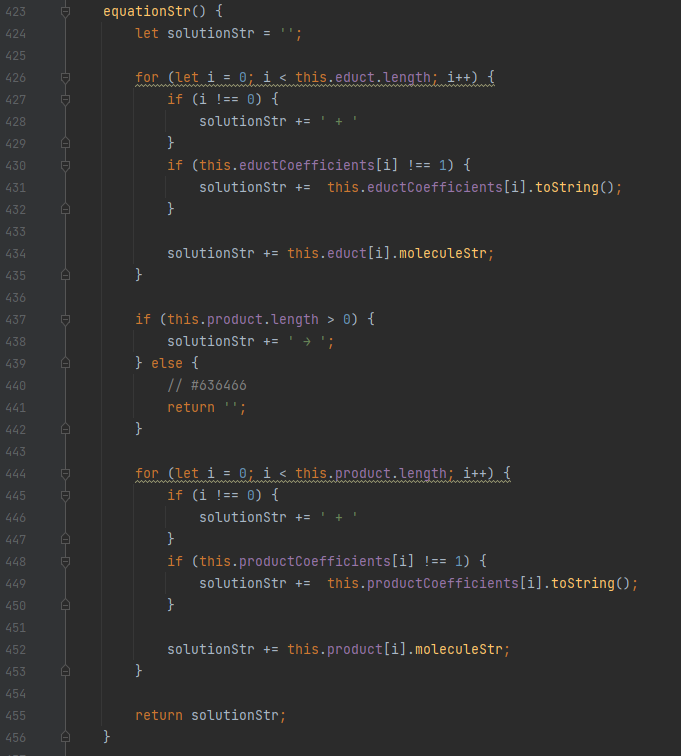 423 equationStr() {
424 let solutionStr = '';
425
426 for (let i = 0; i < this.educt.length; i++) {
427 if (i !== 0) {
428 solutionStr += ' + '
429 }
430 if (this.eductCoefficients[i] !== 1) {
431 solutionStr +=  this.eductCoefficients[i].toString();
432 }
433
434 solutionStr += this.educt[i].moleculeStr;
435 }
436
437 if (this.product.length > 0) {
438 solutionStr += ' → ';
439 } else {
440 // #636466
441 return '';
442 }
443
444 for (let i = 0; i < this.product.length; i++) {
445 if (i !== 0) {
446 solutionStr += ' + '
447 }
448 if (this.productCoefficients[i] !== 1) {
449 solutionStr +=  this.productCoefficients[i].toString();
450 }
451
452 solutionStr += this.product[i].moleculeStr;
453 }
454
455 return solutionStr;
456 }